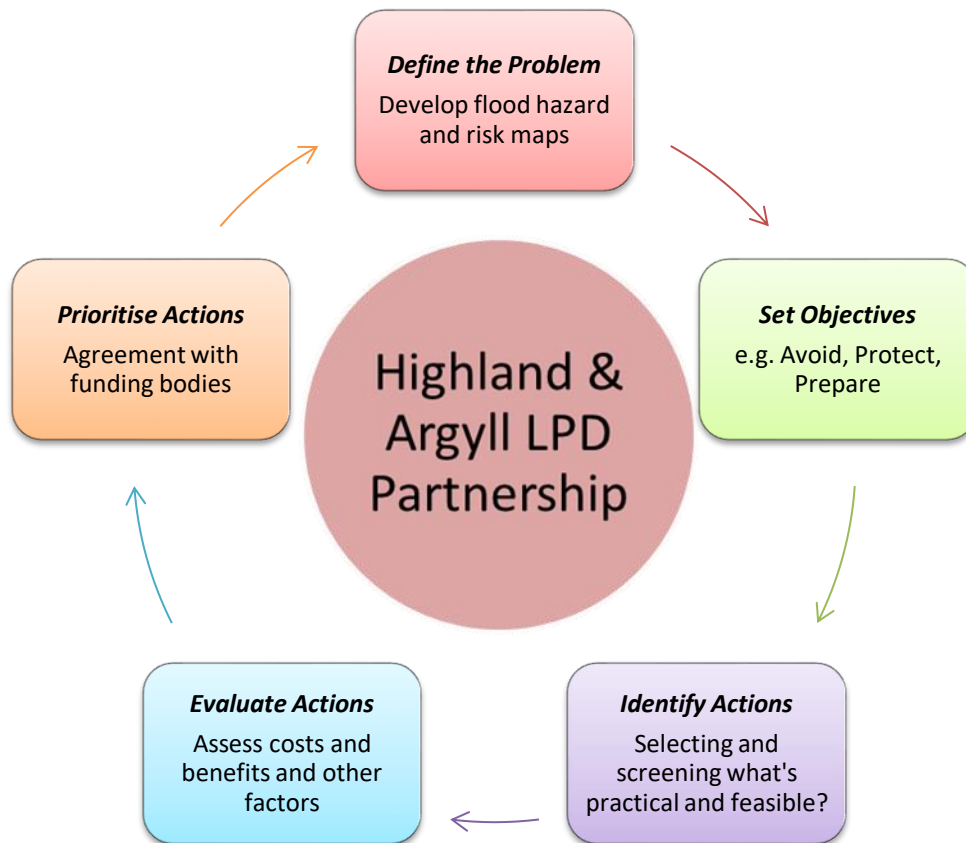 Define the Problem
Develop flood hazard
and risk maps
Set Objectives
e.g. Avoid, Protect,
Prepare
Identify Actions
Selecting and
screening what's
practical and feasible?
Evaluate Actions
Assess costs and
benefits and other
factors
Prioritise Actions
Agreement with
funding bodies
Highland &
Argyll LPD
Partnership